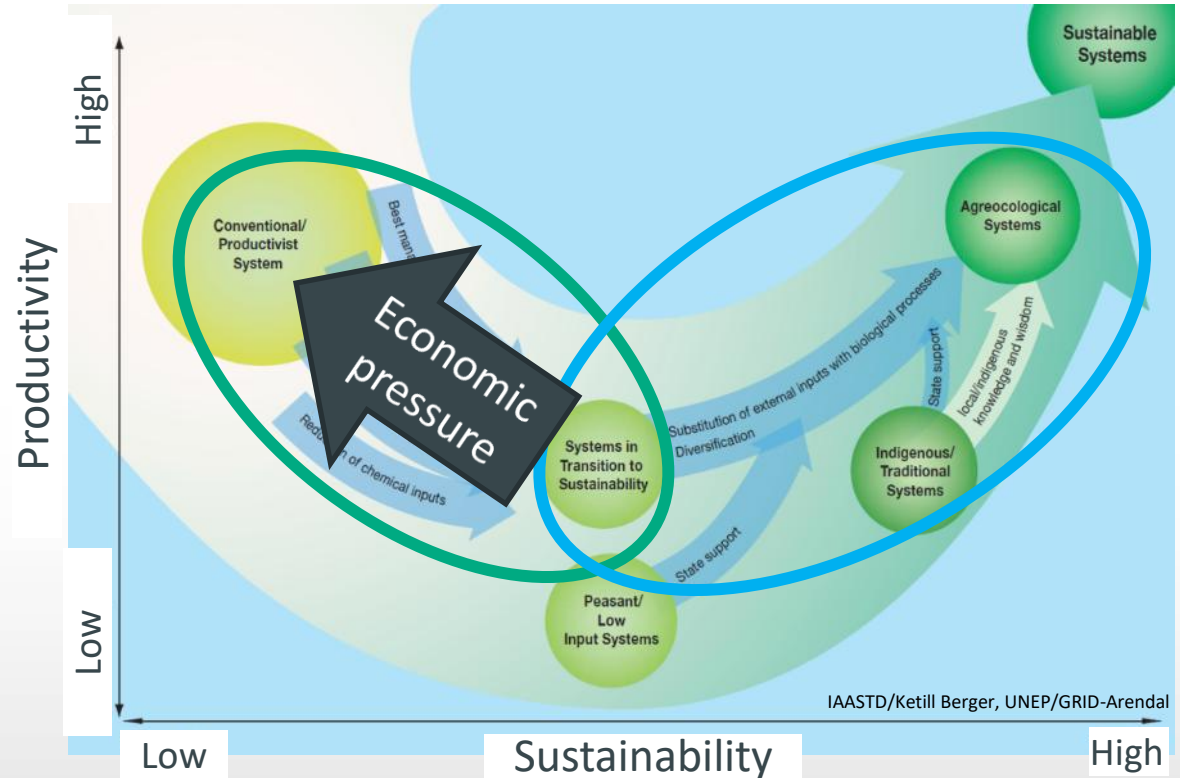 Productivity
High
Low
Sustainable
Systems
Conventional/
Productivist
System
Best
Economic
pressure
of chemical inputs
Systems in
Transition to
Sustainability
Substitution of external inputs with biological processes
Diversification
State support
Agreocological
Systems
State support
local/indigenous
knowledge and wisdom
Indigenous/
Traditional
Systems
Peasant/
Low
Input Systems
IAASTD/Ketill Berger, UNEP/GRID-Arendal
Low
Sustainability
High